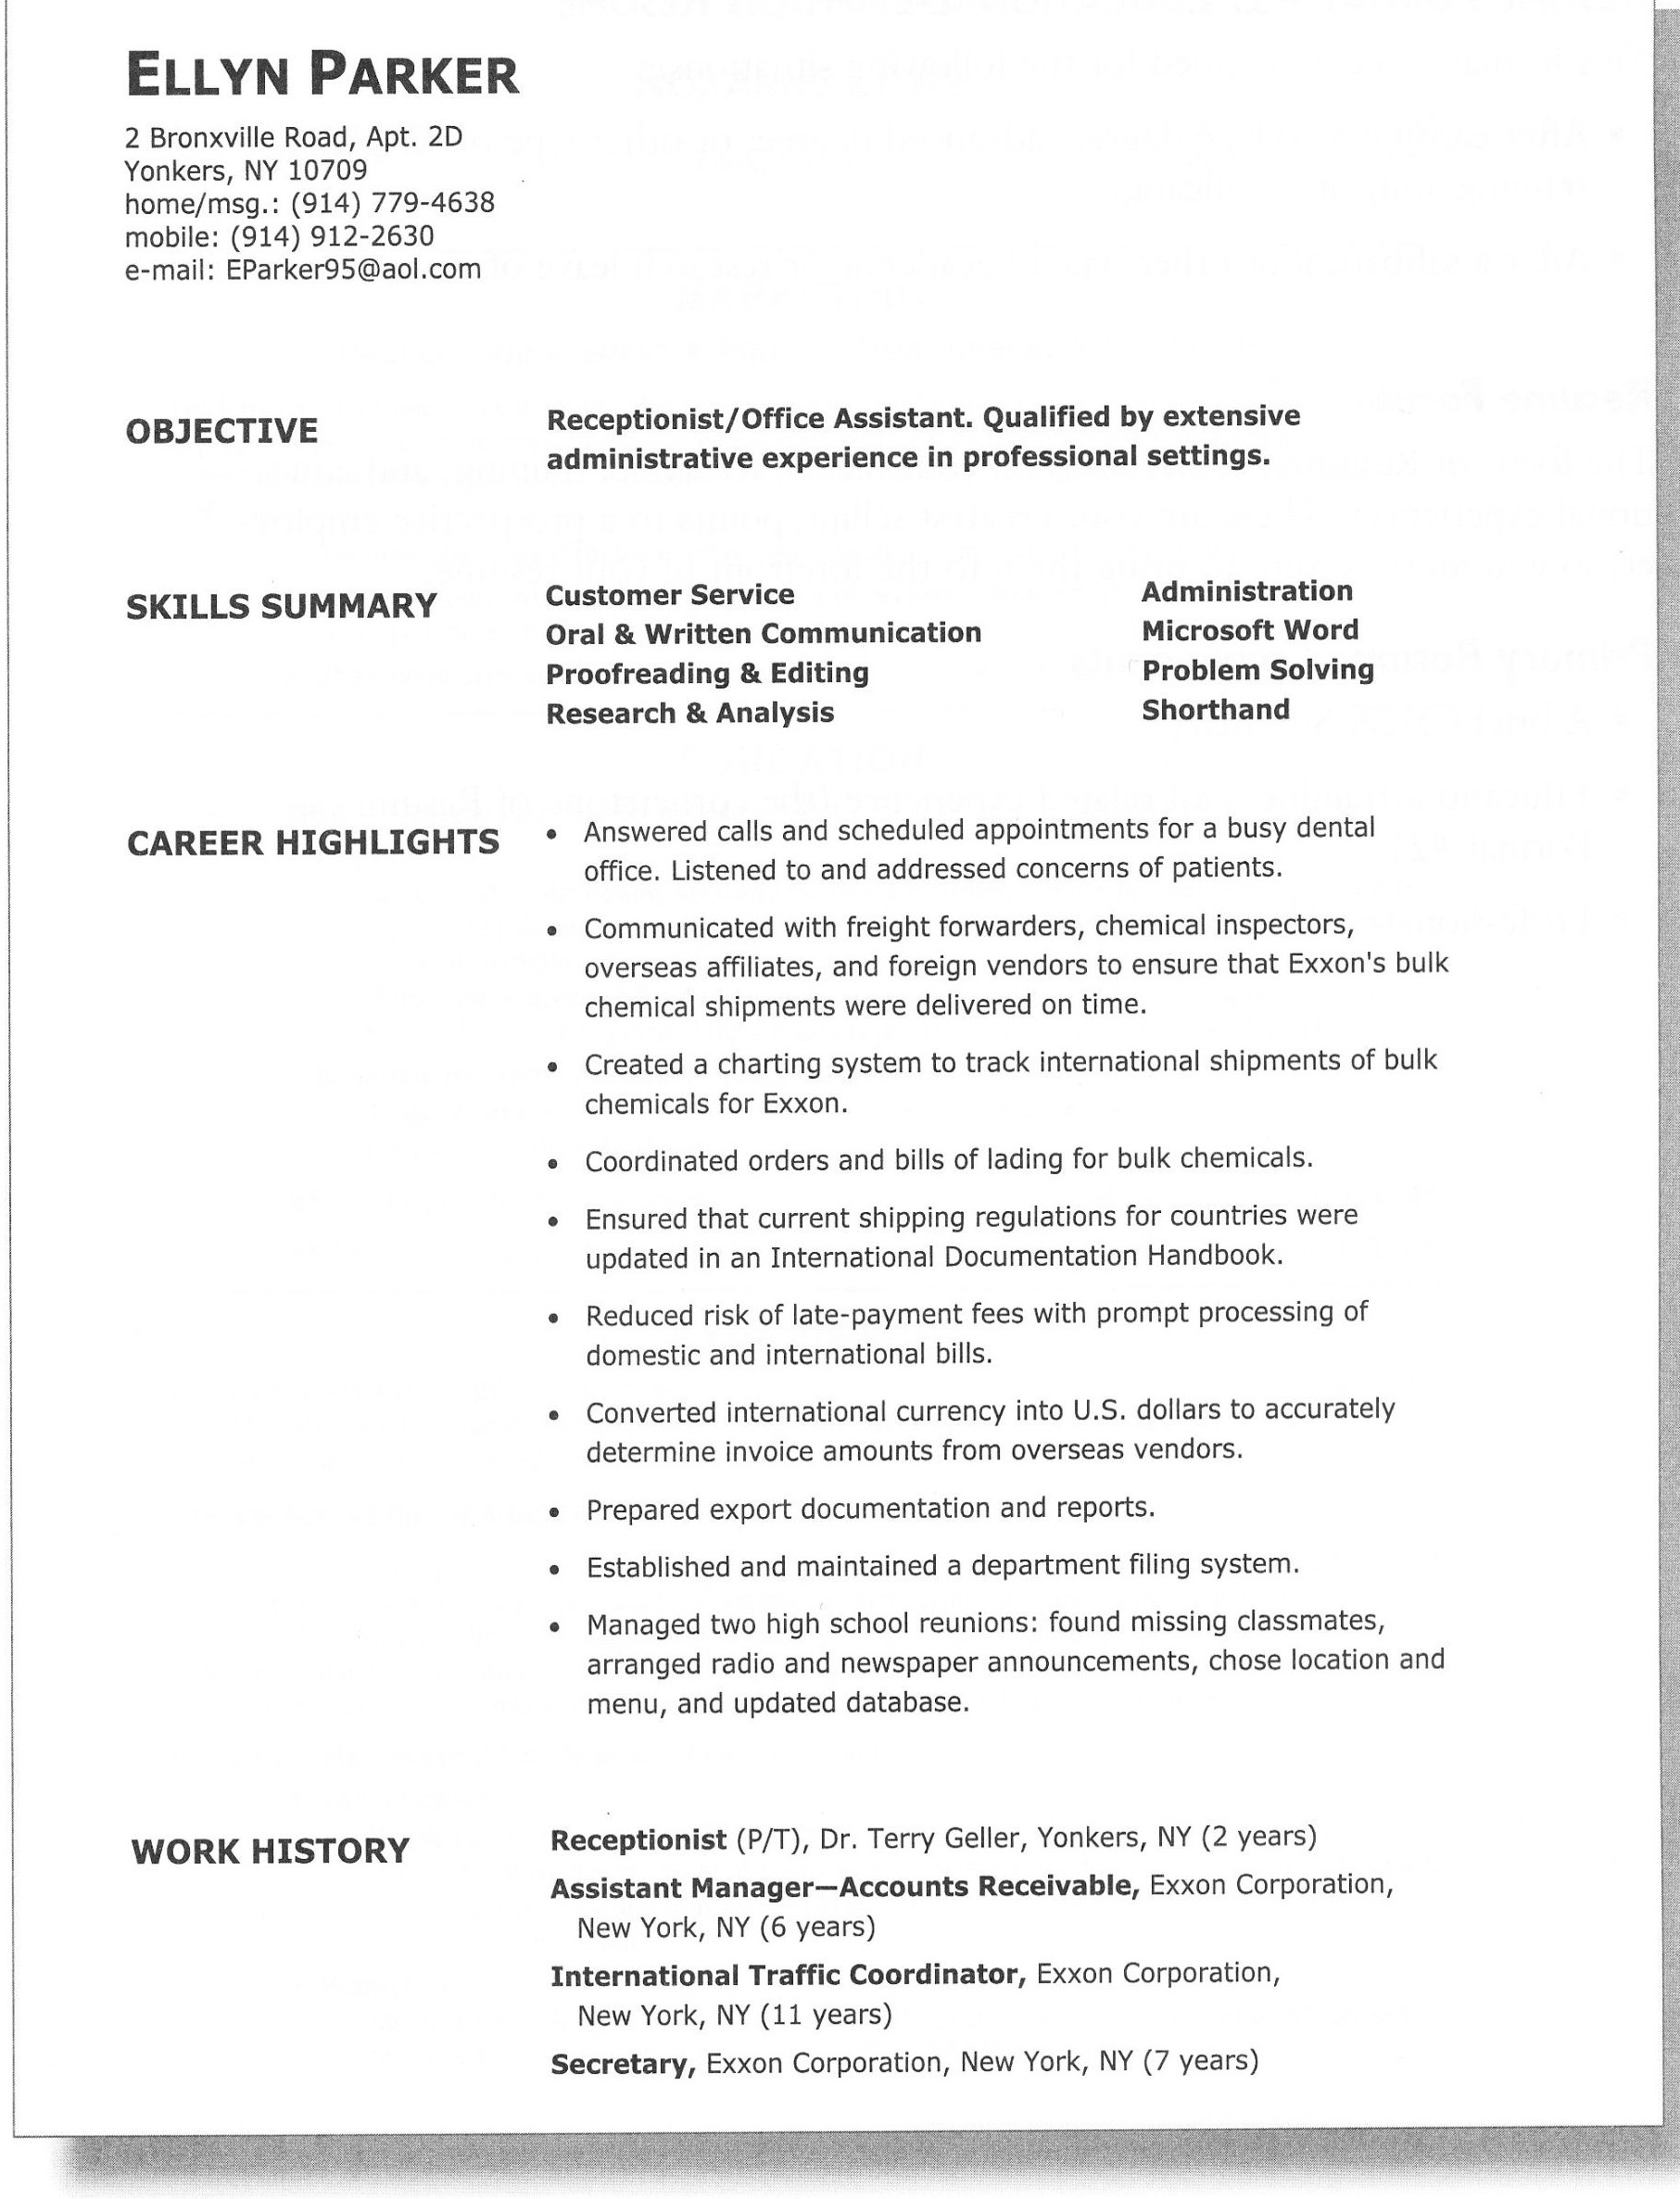 ELLYN PARKER
2 Bronxville Road, Apt. 2D
Yonkers, NY 10709
home/msg.: (914) 779-4638
mobile: (914) 912-2630
e-mail: EParker95@aol.com
OBJECTIVE
Receptionist/Office Assistant. Qualified by extensive
administrative experience in professional settings.
SKILLS SUMMARY
Customer Service
Oral & Written Communication
Proofreading & Editing
Research & Analysis
Administration
Microsoft Word
Problem Solving
Shorthand
CAREER HIGHLIGHTS
• Answered calls and scheduled appointments for a busy dental
office. Listened to and addressed concerns of patients.
• Communicated with freight forwarders, chemical inspectors,
overseas affiliates, and foreign vendors to ensure that Exxon's bulk
chemical shipments were delivered on time.
• Created a charting system to track international shipments of bulk
chemicals for Exxon.
• Coordinated orders and bills of lading for bulk chemicals.
• Ensured that current shipping regulations for countries were
updated in an International Documentation Handbook.
• Reduced risk of late-payment fees with prompt processing of
domestic and international bills.
• Converted international currency into U.S. dollars to accurately
determine invoice amounts from overseas vendors.
• Prepared export documentation and reports.
• Established and maintained a department filing system.
• Managed two high school reunions: found missing classmates,
arranged radio and newspaper announcements, chose location and
menu, and updated database.
WORK HISTORY
Receptionist (P/T), Dr. Terry Geller, Yonkers, NY (2 years)
Assistant Manager—Accounts Receivable, Exxon Corporation,
New York, NY (6 years)
International Traffic Coordinator, Exxon Corporation,
New York, NY (11 years)
Secretary, Exxon Corporation, New York, NY (7 years)